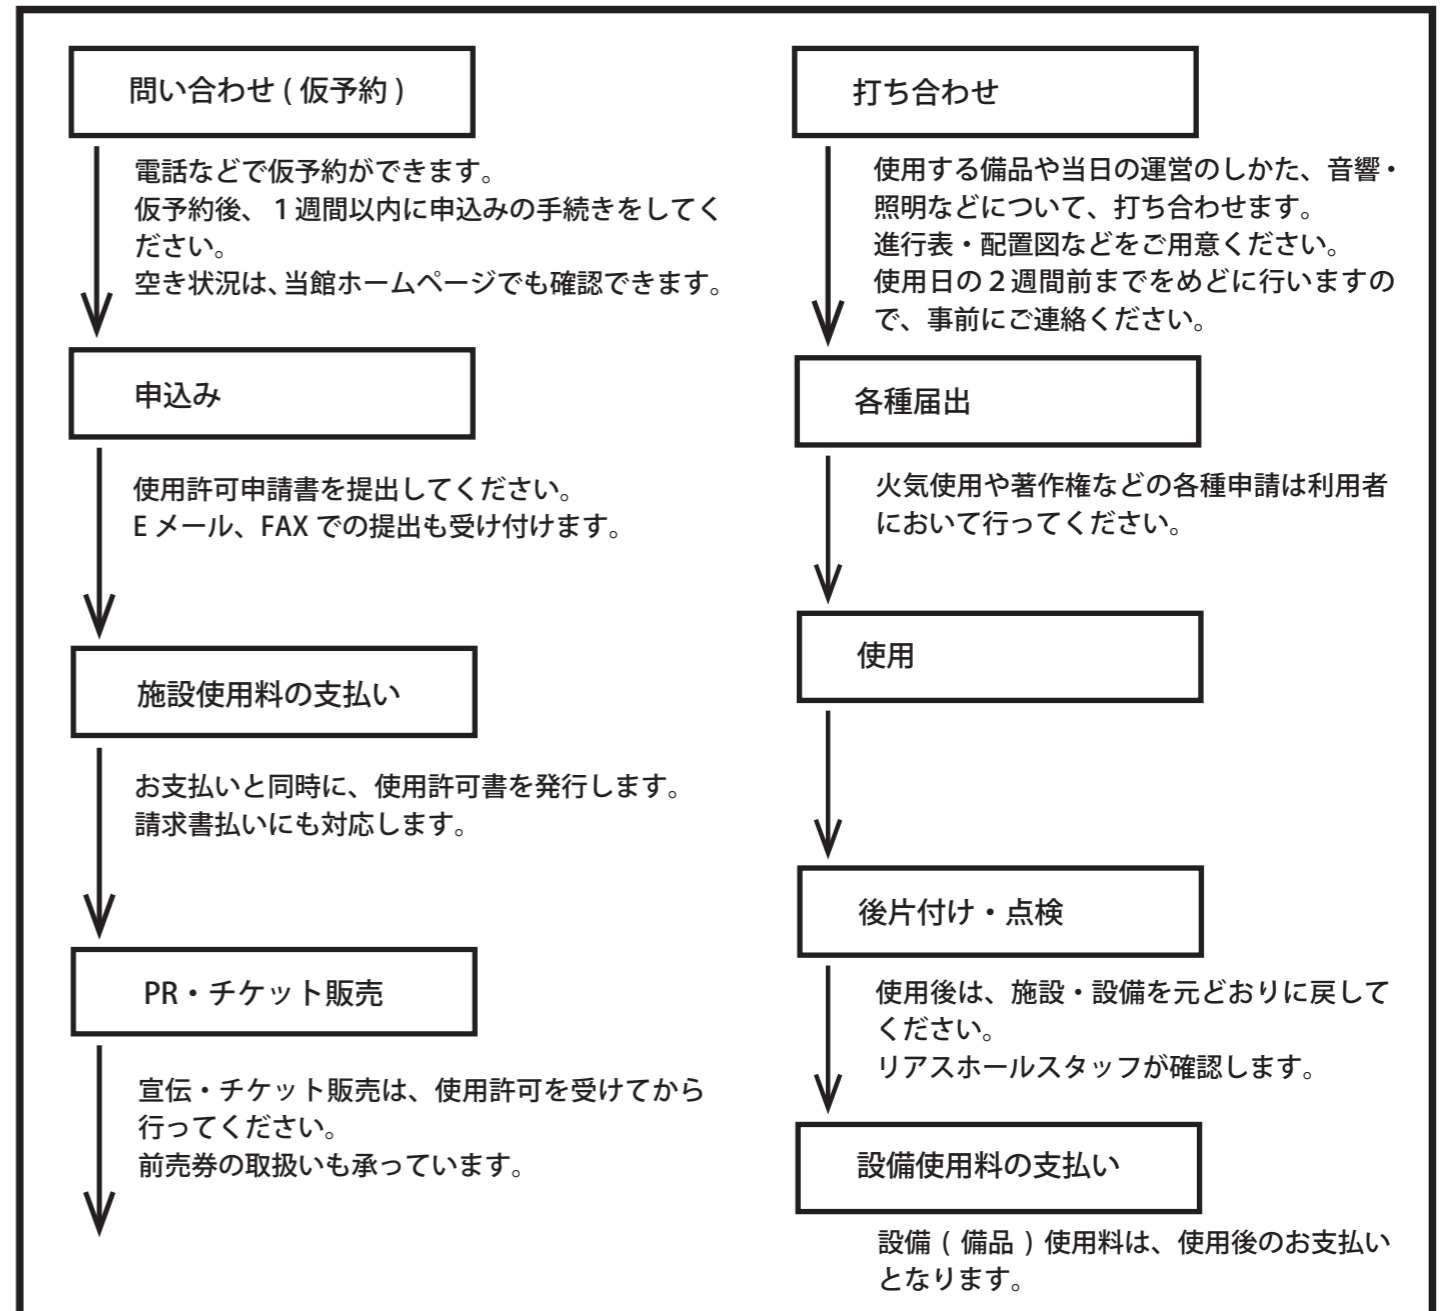 問い合わせ ( 仮予約 )
電話などで仮予約ができます。
仮予約後、１週間以内に申込みの手続きをしてく
ださい。
空き状況は、当館ホームページでも確認できます。
申込み
使用許可申請書を提出してください。
E メール、FAX での提出も受け付けます。
施設使用料の支払い
お支払いと同時に、使用許可書を発行します。
請求書払いにも対応します。
PR・チケット販売
宣伝・チケット販売は、使用許可を受けてから
行ってください。
前売券の取扱いも承っています。
打ち合わせ
使用する備品や当日の運営のしかた、音響・
照明などについて、打ち合わせます。
進行表・配置図などをご用意ください。
使用日の２週間前までをめどに行いますの
で、事前にご連絡ください。
各種届出
火気使用や著作権などの各種申請は利用者
において行ってください。
使用
後片付け・点検
使用後は、施設・設備を元どおりに戻して
ください。
リアスホールスタッフが確認します。
設備使用料の支払い
設備 ( 備品 ) 使用料は、使用後のお支払い
となります。